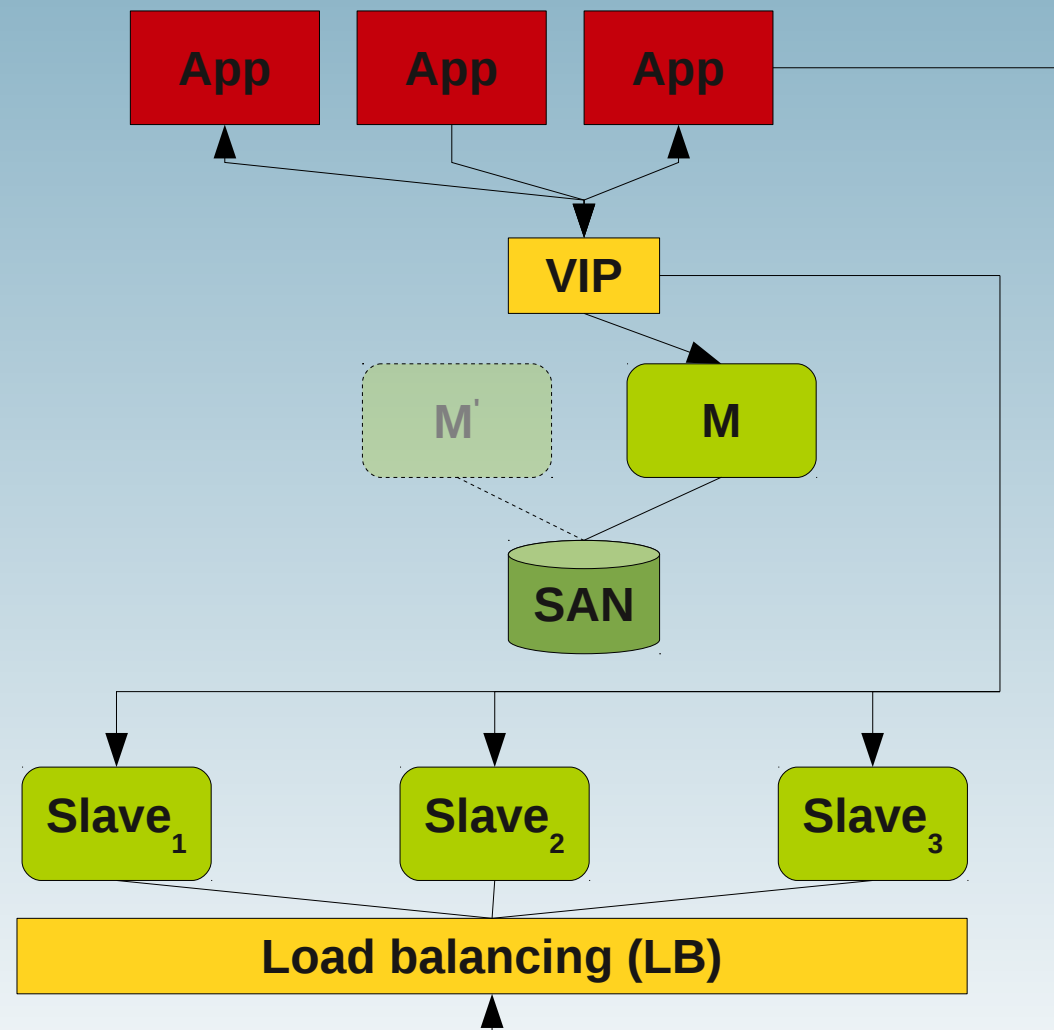 App App App
VIP
M' M
SAN
Slave1 Slave2 Slave3
Load balancing (LB)